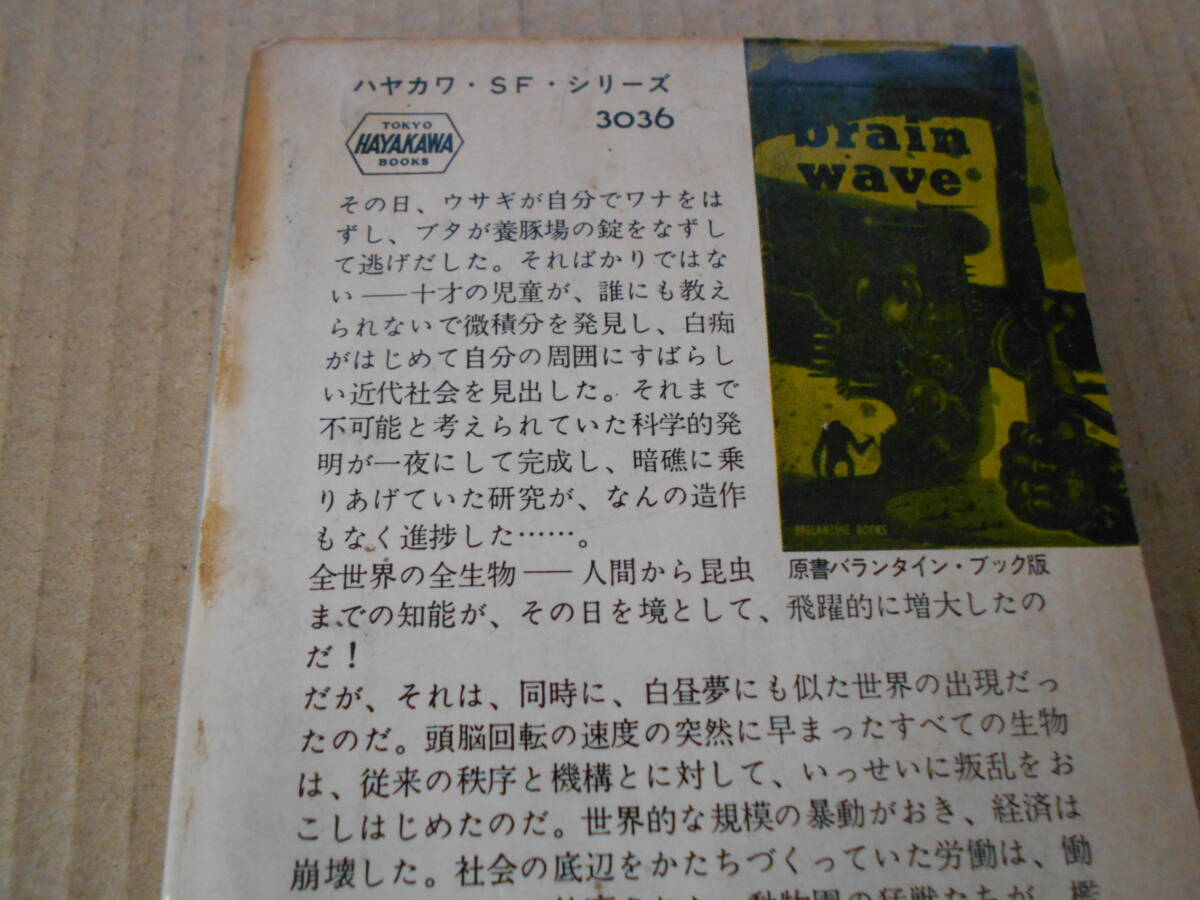 ハヤカワ・SF・シリーズ
3036
TOKYO
HAYAKAWA
BOOKS
brain
wave
BALLANTINE BOOKS
原書バランタイン・ブック版
その日、ウサギが自分でワナをは
ずし、ブタが養豚場の錠をなずし
て逃げだした。そればかりではな
い——十才の児童が、誰にも教え
られないで微積分を発見し、白痴
がはじめて自分の周囲にすばらし
い近代社会を見出した。それまで
不可能と考えられていた科学的発
明が一夜にして完成し、暗礁に乗
りあげていた研究が、なんの造作
もなく進捗した……。
全世界の全生物——人間から昆虫
までの知能が、その日を境として、飛躍的に増大したの
だ！
だが、それは、同時に、白昼夢にも似た世界の出現だっ
たのだ。頭脳回転の速度の突然に早まったすべての生物
は、従来の秩序と機構とに対して、いっせいに叛乱をお
こしはじめたのだ。世界的な規模の暴動がおき、経済は
崩壊した。社会の底辺をかたちづくっていた労働は、働
動物園の猛獣たちが、檻